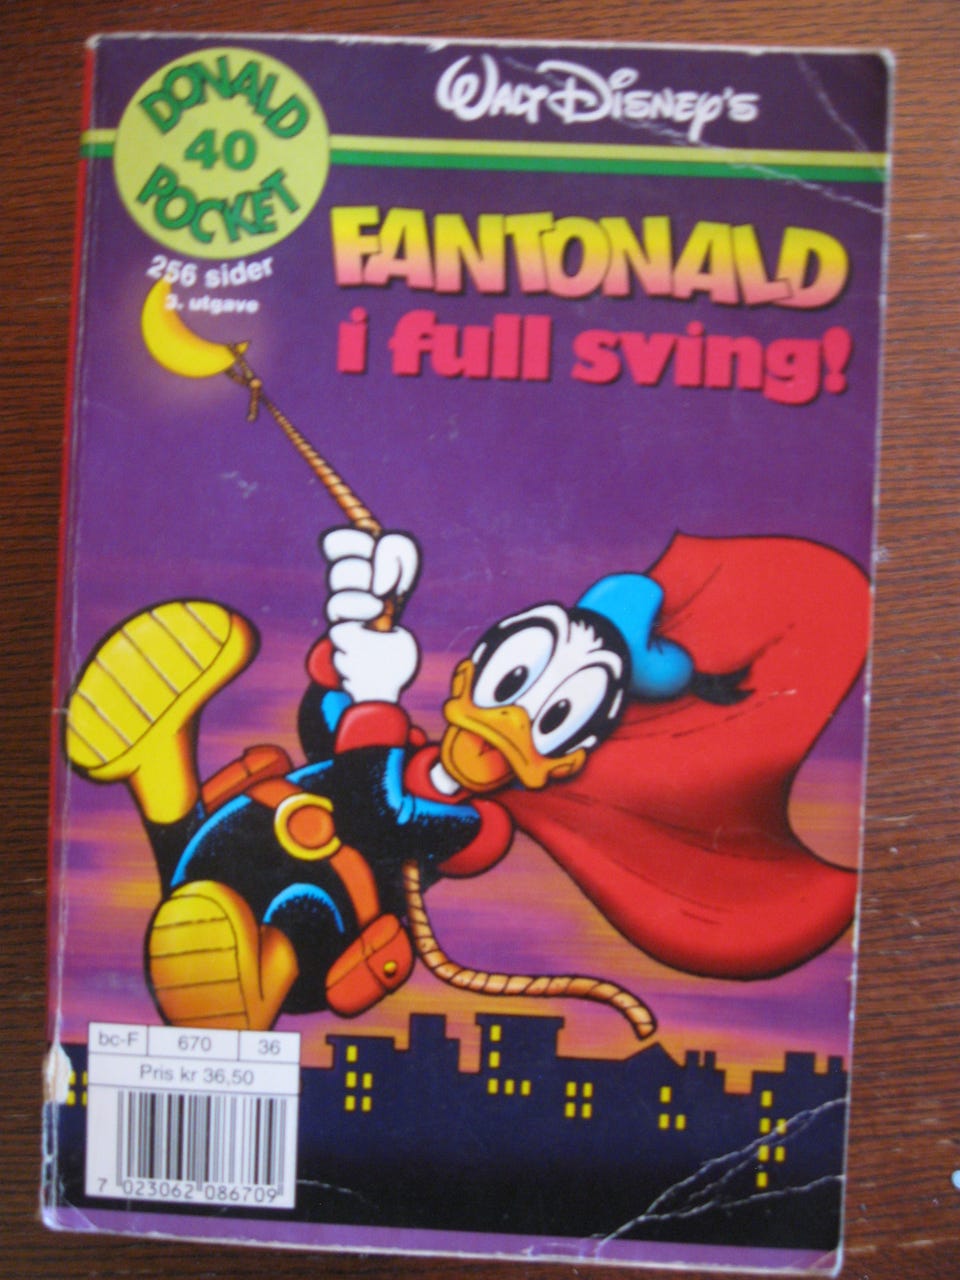 WALT DISNEY'S
DONALD
40
POCKET
256 sider
3. utgave
FANTONALD
i full sving!
bc-F 670 36
Pris kr 36,50
7 023062 086709